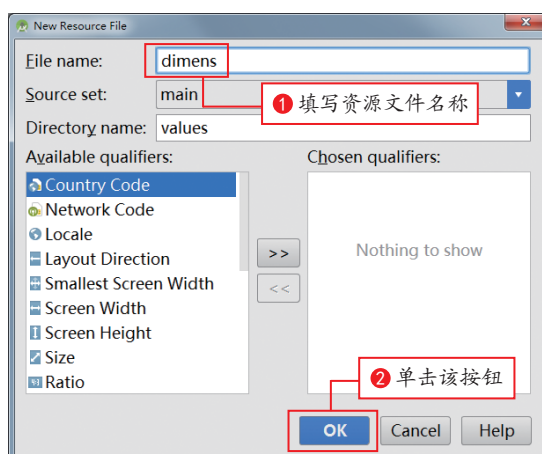 New Resource File
File name: dimens
Source set: main
❶填写资源文件名称
Directory name: values
Available qualifiers: Chosen qualifiers:
Country Code
Network Code
Locale
Layout Direction
Smallest Screen Width
Screen Width
Screen Height
Size
Ratio
>>
<<
Nothing to show
❷单击该按钮
OK Cancel Help